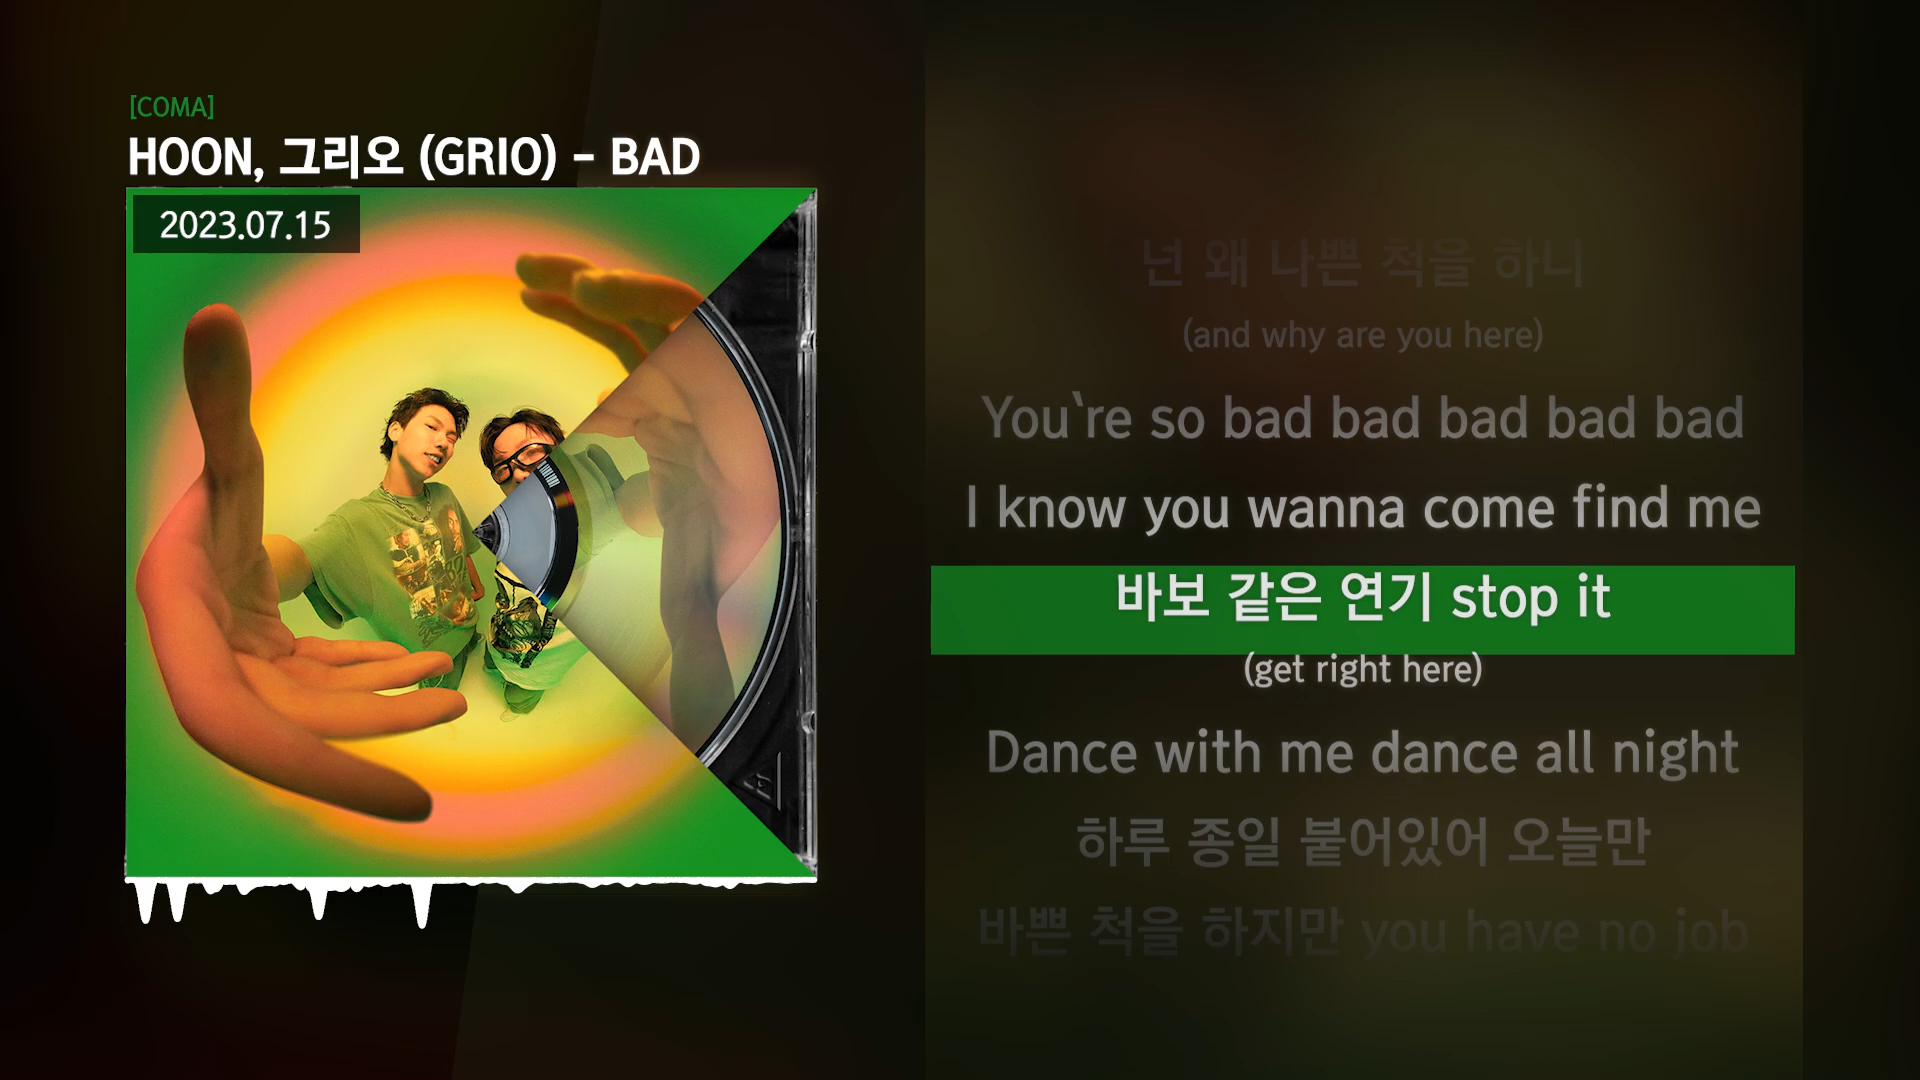 [COMA]
HOON, 그리오 (GRIO) - BAD
2023.07.15
넌 왜 나쁜 척을 하니
(and why are you here)
You`re so bad bad bad bad bad
I know you wanna come find me
바보 같은 연기 stop it
(get right here)
Dance with me dance all night
하루 종일 붙어있어 오늘만
바쁜 척을 하지만 you have no job